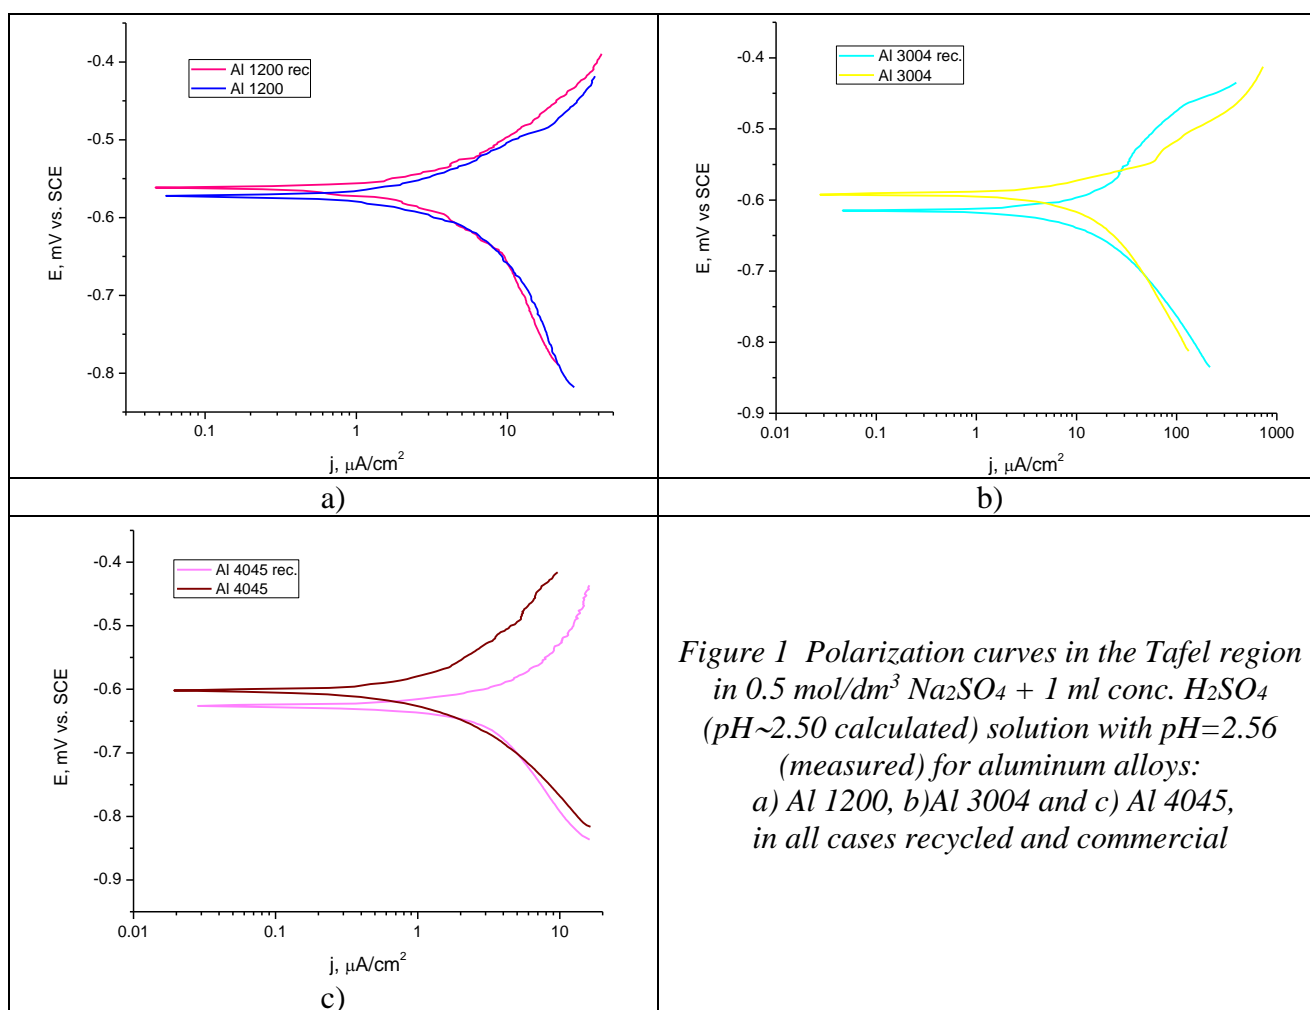 -0.4
-0.5
-0.6
-0.7
-0.8
E, mV vs. SCE
Al 1200 rec
Al 1200
0.1
1
10
j, μA/cm²
a)
-0.4
-0.5
-0.6
-0.7
-0.8
-0.9
E, mV vs SCE
Al 3004 rec.
Al 3004
0.01
0.1
1
10
100
1000
j, μA/cm²
b)
-0.4
-0.5
-0.6
-0.7
-0.8
-0.9
E, mV vs. SCE
Al 4045 rec.
Al 4045
0.01
0.1
1
10
j, μA/cm²
c)
Figure 1 Polarization curves in the Tafel region
in 0.5 mol/dm³ Na₂SO₄ + 1 ml conc. H₂SO₄
(pH~2.50 calculated) solution with pH=2.56
(measured) for aluminum alloys:
a) Al 1200, b)Al 3004 and c) Al 4045,
in all cases recycled and commercial